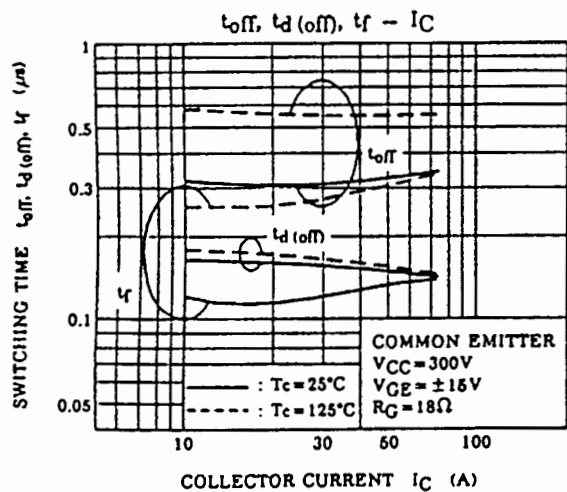 toff, td (off), tf – IC
SWITCHING TIME toff, td (off), tf (μs)
1
0.5
0.3
0.1
0.05
toff
td (off)
tf
COMMON EMITTER
VCC=300V
VGE=±15V
RG=18Ω
: Tc=25°C
: Tc=125°C
10
30
50
100
COLLECTOR CURRENT IC (A)